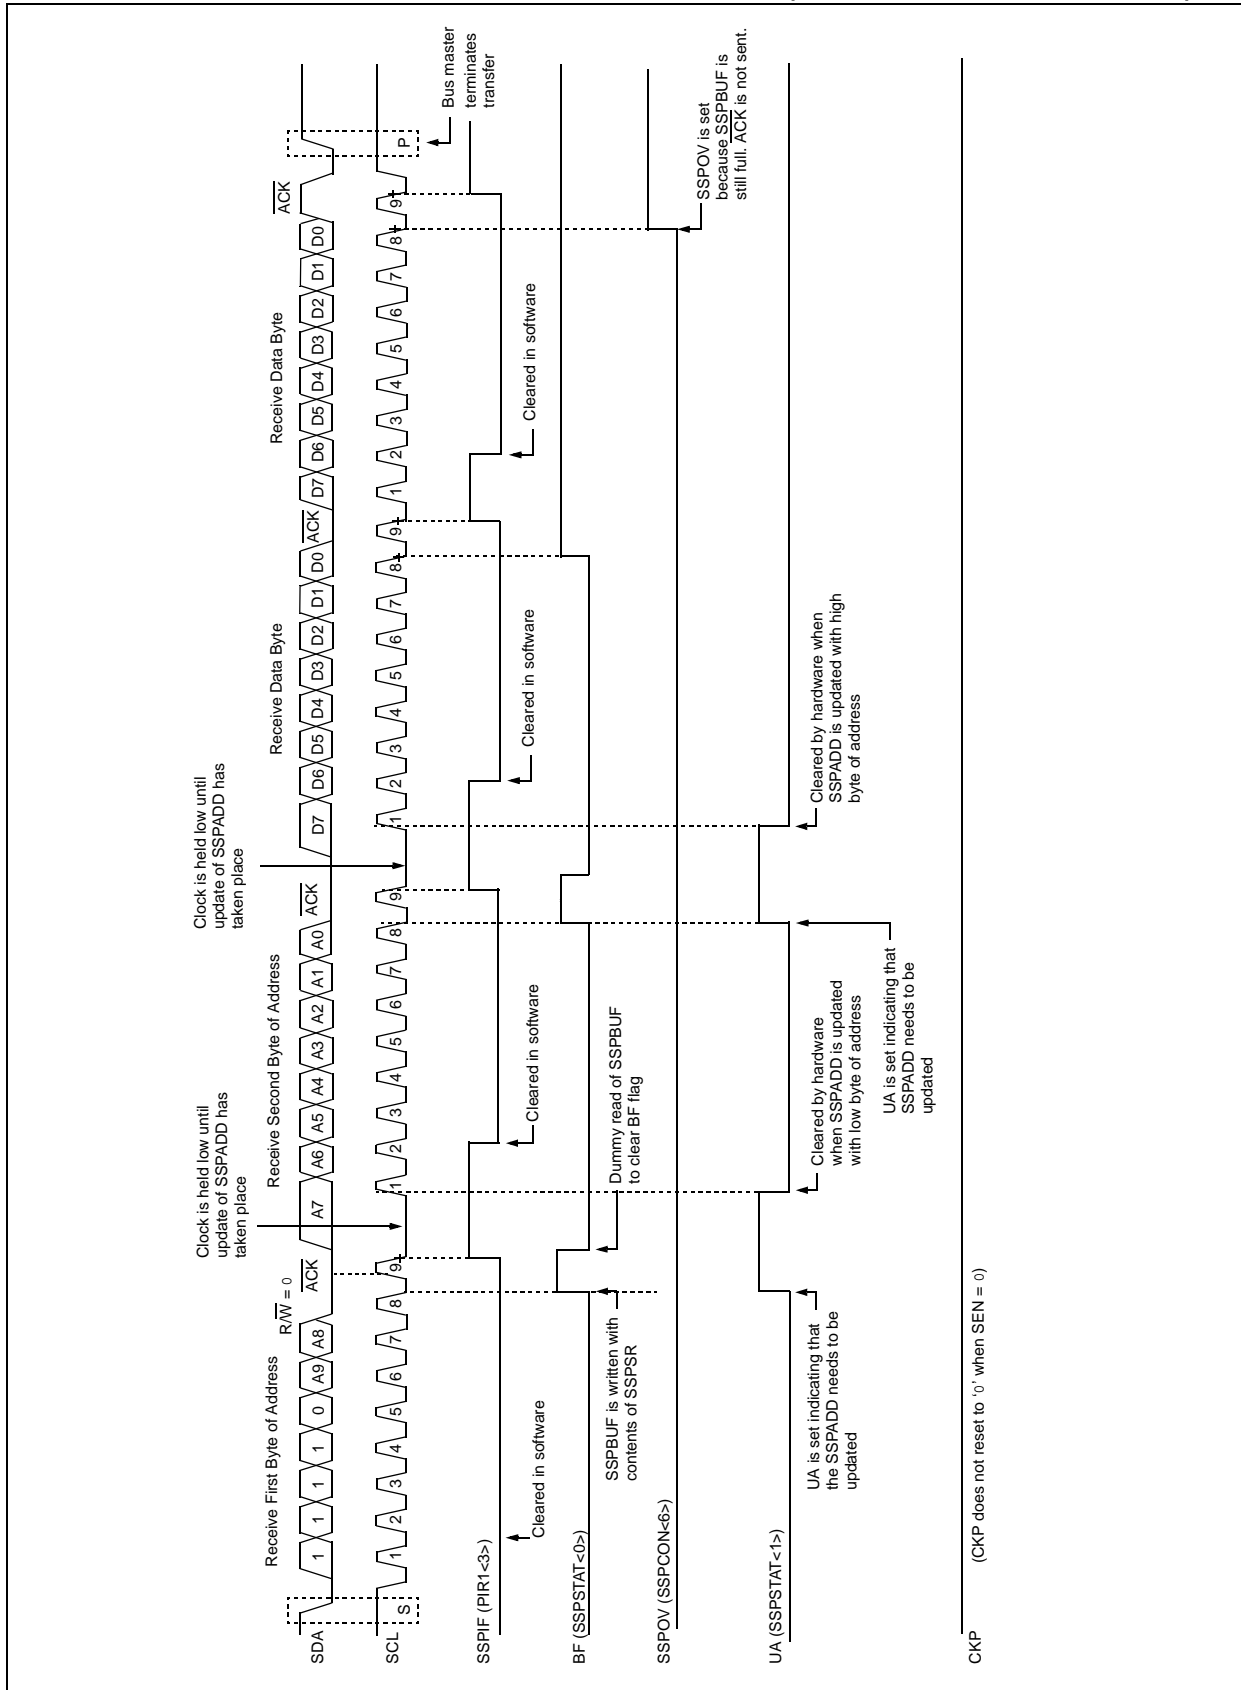 Receive First Byte of Address
R/W = 0
Receive Second Byte of Address
Clock is held low until
update of SSPADD has
taken place
Clock is held low until
update of SSPADD has
taken place
Receive Data Byte
Receive Data Byte
SDA
1 1 1 1 0 A9 A8 ACK A7 A6 A5 A4 A3 A2 A1 A0 ACK D7 D6 D5 D4 D3 D2 D1 D0 ACK D7 D6 D5 D4 D3 D2 D1 D0 ACK
SCL
S 1 2 3 4 5 6 7 8 9 1 2 3 4 5 6 7 8 9 1 2 3 4 5 6 7 8 9 1 2 3 4 5 6 7 8 9 P
Bus master
terminates
transfer
SSPIF (PIR1<3>)
Cleared in software
Cleared in software
Cleared in software
Cleared in software
BF (SSPSTAT<0>)
SSPBUF is written with
contents of SSPSR
Dummy read of SSPBUF
to clear BF flag
SSPOV (SSPCON<6>)
SSPOV is set
because SSPBUF is
still full. ACK is not sent.
UA (SSPSTAT<1>)
UA is set indicating that
the SSPADD needs to be
updated
Cleared by hardware
when SSPADD is updated
with low byte of address
UA is set indicating that
SSPADD needs to be
updated
Cleared by hardware when
SSPADD is updated with high
byte of address
CKP
(CKP does not reset to ‘0’ when SEN = 0)